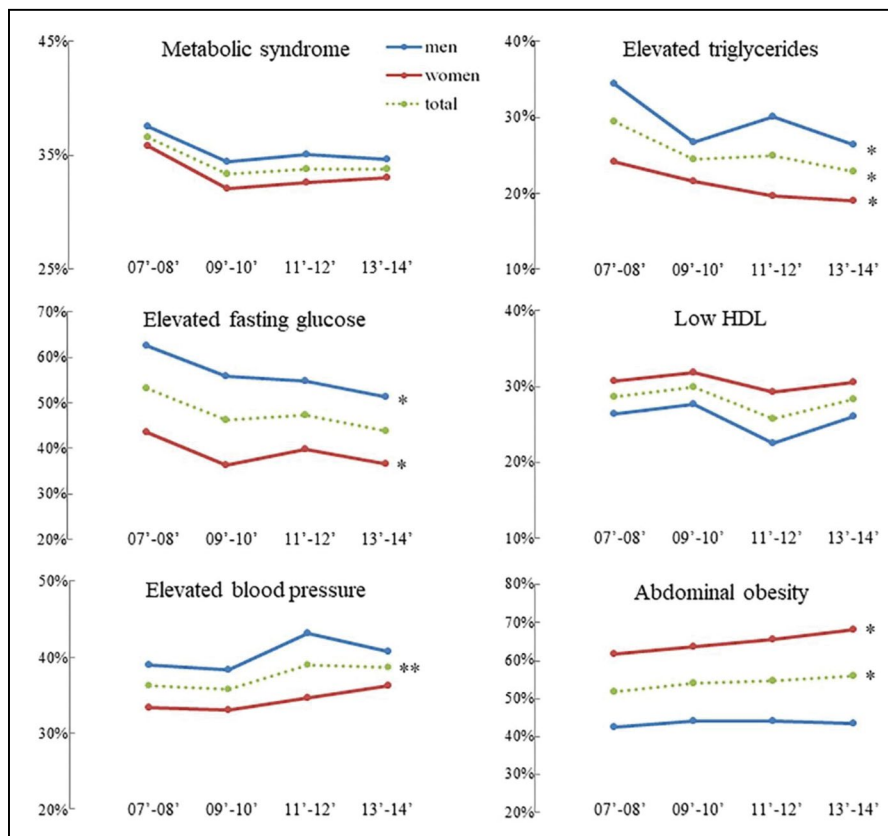 Metabolic syndrome
men
women
total
45%
35%
25%
07’-08’ 09’-10’ 11’-12’ 13’-14’
Elevated triglycerides
40%
30%
20%
10%
*
*
*
07’-08’ 09’-10’ 11’-12’ 13’-14’
Elevated fasting glucose
70%
60%
50%
40%
30%
20%
*
*
07’-08’ 09’-10’ 11’-12’ 13’-14’
Low HDL
40%
30%
20%
10%
07’-08’ 09’-10’ 11’-12’ 13’-14’
Elevated blood pressure
50%
40%
30%
20%
**
07’-08’ 09’-10’ 11’-12’ 13’-14’
Abdominal obesity
80%
70%
60%
50%
40%
30%
20%
*
*
07’-08’ 09’-10’ 11’-12’ 13’-14’